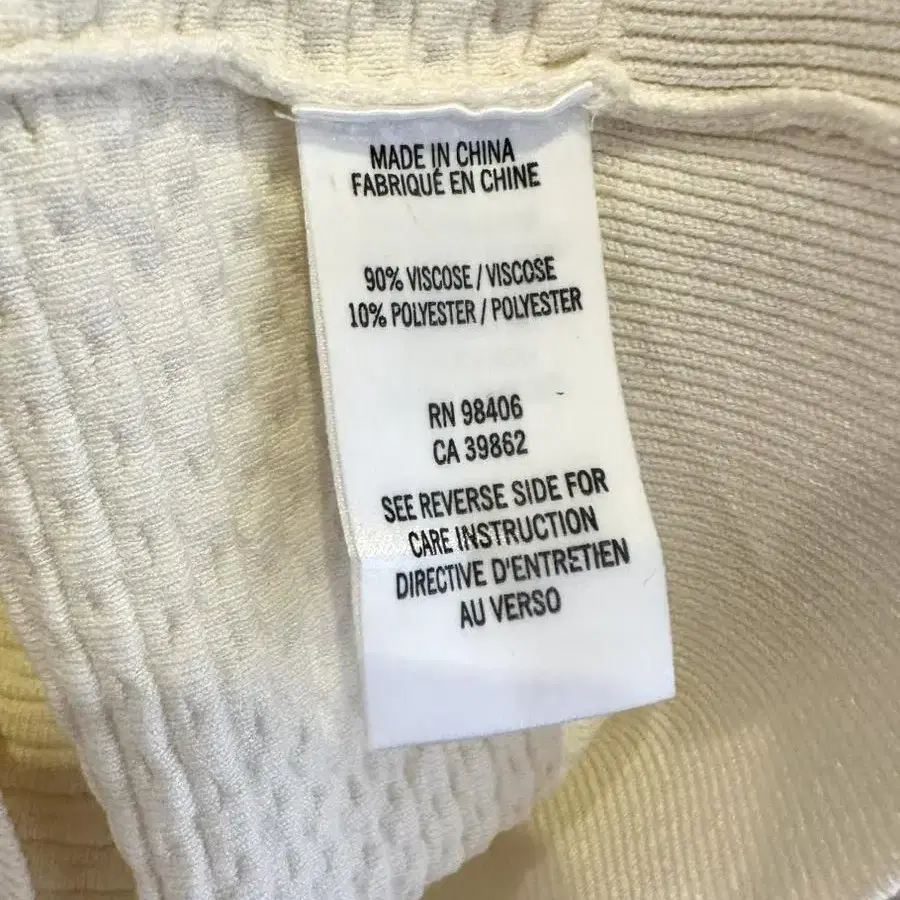 MADE IN CHINA
FABRIQUÉ EN CHINE
90% VISCOSE / VISCOSE
10% POLYESTER / POLYESTER
RN 98406
CA 39862
SEE REVERSE SIDE FOR
CARE INSTRUCTION
DIRECTIVE D'ENTRETIEN
AU VERSO